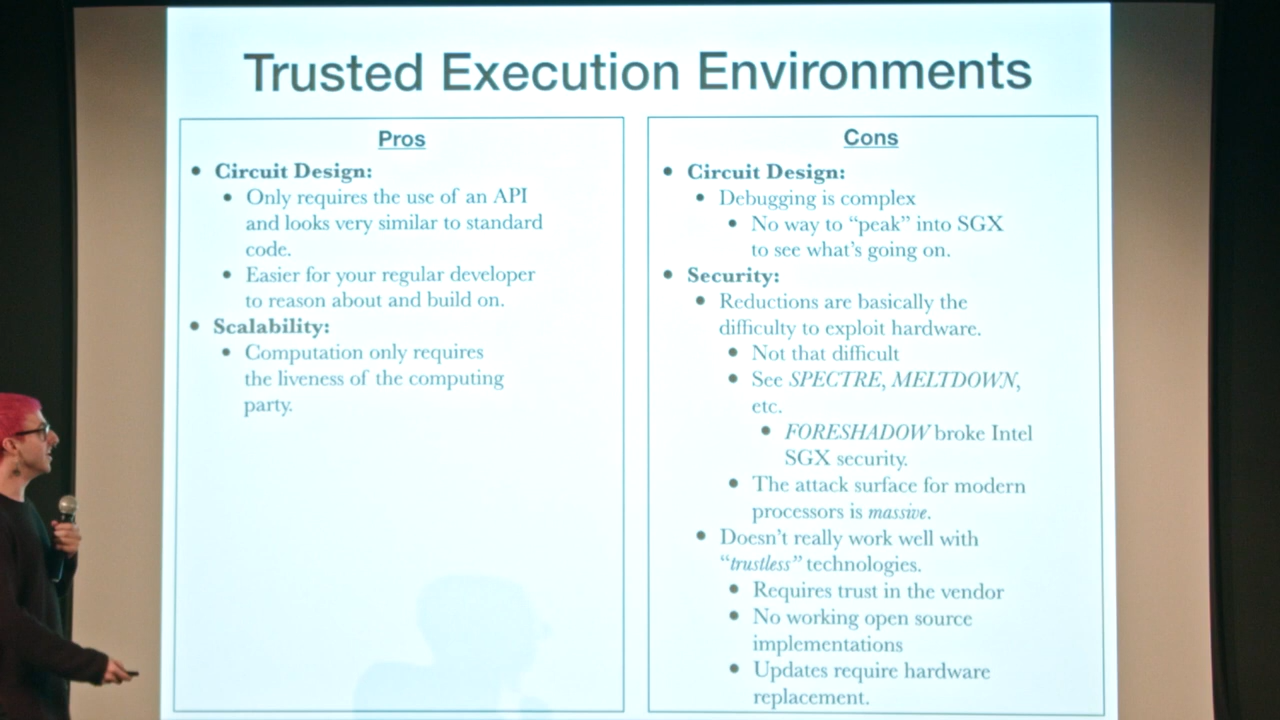 Trusted Execution Environments
Pros
• Circuit Design:
• Only requires the use of an API
and looks very similar to standard
code.
• Easier for your regular developer
to reason about and build on.
• Scalability:
• Computation only requires
the liveness of the computing
party.
Cons
• Circuit Design:
• Debugging is complex
• No way to “peak” into SGX
to see what’s going on.
• Security:
• Reductions are basically the
difficulty to exploit hardware.
• Not that difficult
• See SPECTRE, MELTDOWN,
etc.
• FORESHADOW broke Intel
SGX security.
• The attack surface for modern
processors is massive.
• Doesn’t really work well with
“trustless” technologies.
• Requires trust in the vendor
• No working open source
implementations
• Updates require hardware
replacement.